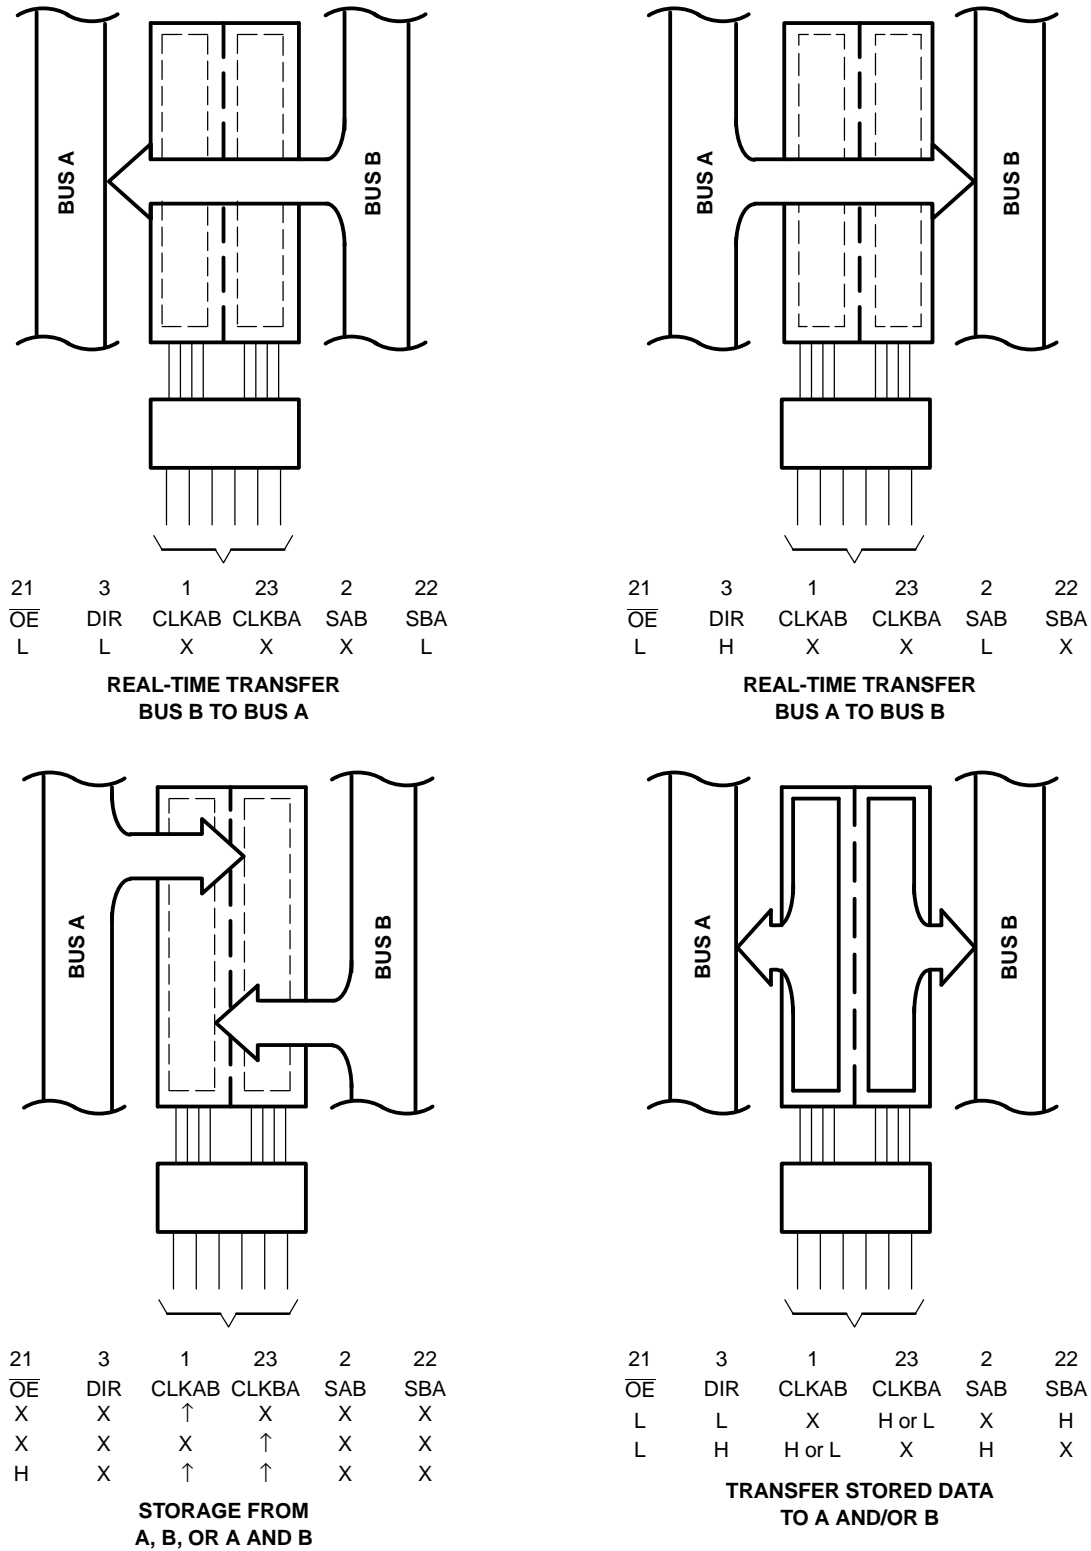 BUS A
BUS B
21 3 1 23 2 22
OE DIR CLKAB CLKBA SAB SBA
L L X X X L
REAL-TIME TRANSFER
BUS B TO BUS A
BUS A
BUS B
21 3 1 23 2 22
OE DIR CLKAB CLKBA SAB SBA
L H X X L X
REAL-TIME TRANSFER
BUS A TO BUS B
BUS A
BUS B
21 3 1 23 2 22
OE DIR CLKAB CLKBA SAB SBA
X X ↑ X X X
X X X ↑ X X
H X ↑ ↑ X X
STORAGE FROM
A, B, OR A AND B
BUS A
BUS B
21 3 1 23 2 22
OE DIR CLKAB CLKBA SAB SBA
L L X H or L X H
L H H or L X H X
TRANSFER STORED DATA
TO A AND/OR B